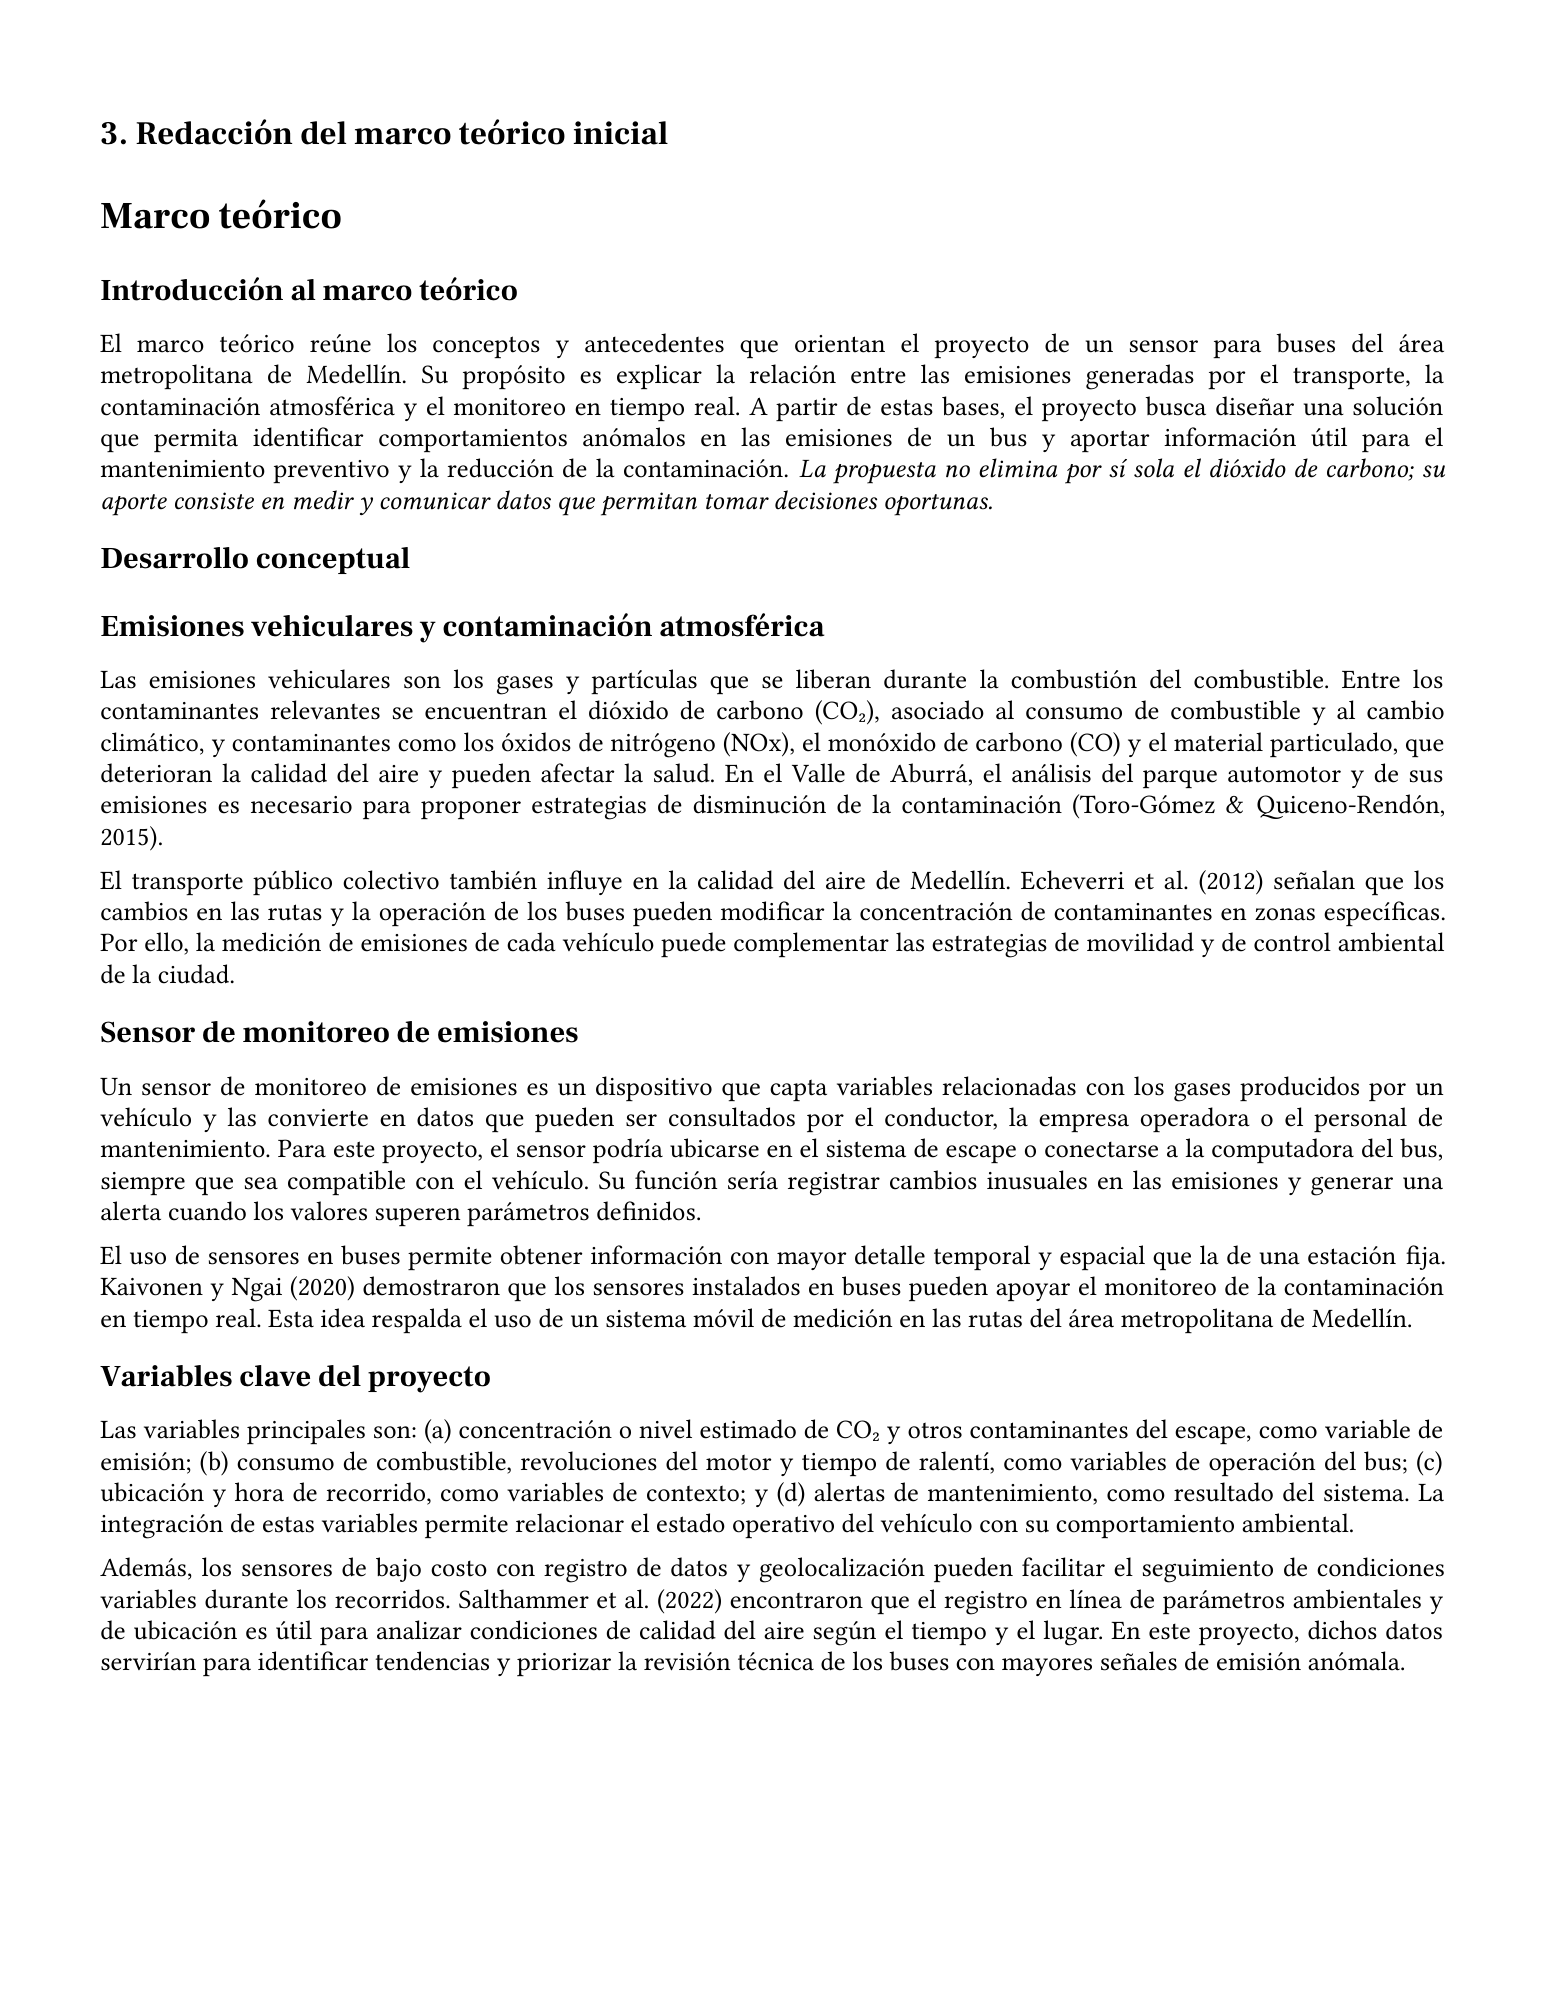 3. Redacción del marco teórico inicial
Marco teórico
Introducción al marco teórico
El marco teórico reúne los conceptos y antecedentes que orientan el proyecto de un sensor para buses del área
metropolitana de Medellín. Su propósito es explicar la relación entre las emisiones generadas por el transporte, la
contaminación atmosférica y el monitoreo en tiempo real. A partir de estas bases, el proyecto busca diseñar una solución
que permita identificar comportamientos anómalos en las emisiones de un bus y aportar información útil para el
mantenimiento preventivo y la reducción de la contaminación. La propuesta no elimina por sí sola el dióxido de carbono; su
aporte consiste en medir y comunicar datos que permitan tomar decisiones oportunas.
Desarrollo conceptual
Emisiones vehiculares y contaminación atmosférica
Las emisiones vehiculares son los gases y partículas que se liberan durante la combustión del combustible. Entre los
contaminantes relevantes se encuentran el dióxido de carbono (CO₂), asociado al consumo de combustible y al cambio
climático, y contaminantes como los óxidos de nitrógeno (NOx), el monóxido de carbono (CO) y el material particulado, que
deterioran la calidad del aire y pueden afectar la salud. En el Valle de Aburrá, el análisis del parque automotor y de sus
emisiones es necesario para proponer estrategias de disminución de la contaminación (Toro-Gómez & Quiceno-Rendón,
2015).
El transporte público colectivo también influye en la calidad del aire de Medellín. Echeverri et al. (2012) señalan que los
cambios en las rutas y la operación de los buses pueden modificar la concentración de contaminantes en zonas específicas.
Por ello, la medición de emisiones de cada vehículo puede complementar las estrategias de movilidad y de control ambiental
de la ciudad.
Sensor de monitoreo de emisiones
Un sensor de monitoreo de emisiones es un dispositivo que capta variables relacionadas con los gases producidos por un
vehículo y las convierte en datos que pueden ser consultados por el conductor, la empresa operadora o el personal de
mantenimiento. Para este proyecto, el sensor podría ubicarse en el sistema de escape o conectarse a la computadora del bus,
siempre que sea compatible con el vehículo. Su función sería registrar cambios inusuales en las emisiones y generar una
alerta cuando los valores superen parámetros definidos.
El uso de sensores en buses permite obtener información con mayor detalle temporal y espacial que la de una estación fija.
Kaivonen y Ngai (2020) demostraron que los sensores instalados en buses pueden apoyar el monitoreo de la contaminación
en tiempo real. Esta idea respalda el uso de un sistema móvil de medición en las rutas del área metropolitana de Medellín.
Variables clave del proyecto
Las variables principales son: (a) concentración o nivel estimado de CO₂ y otros contaminantes del escape, como variable de
emisión; (b) consumo de combustible, revoluciones del motor y tiempo de ralentí, como variables de operación del bus; (c)
ubicación y hora de recorrido, como variables de contexto; y (d) alertas de mantenimiento, como resultado del sistema. La
integración de estas variables permite relacionar el estado operativo del vehículo con su comportamiento ambiental.
Además, los sensores de bajo costo con registro de datos y geolocalización pueden facilitar el seguimiento de condiciones
variables durante los recorridos. Salthammer et al. (2022) encontraron que el registro en línea de parámetros ambientales y
de ubicación es útil para analizar condiciones de calidad del aire según el tiempo y el lugar. En este proyecto, dichos datos
servirían para identificar tendencias y priorizar la revisión técnica de los buses con mayores señales de emisión anómala.